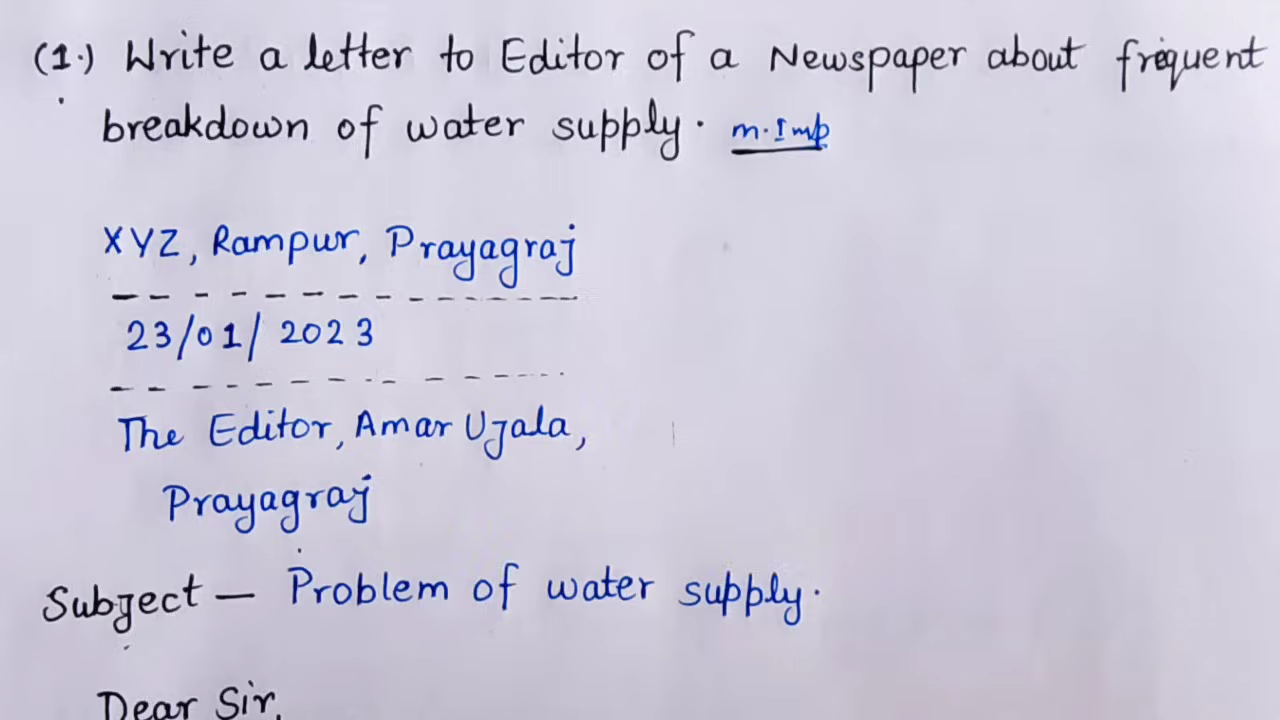 (1.) Write a letter to Editor of a Newspaper about frequent
breakdown of water supply. m.Imp
XYZ, Rampur, Prayagraj
23/01/2023
The Editor, Amar Ujala,
Prayagraj
Subject — Problem of water supply.
Dear Sir,